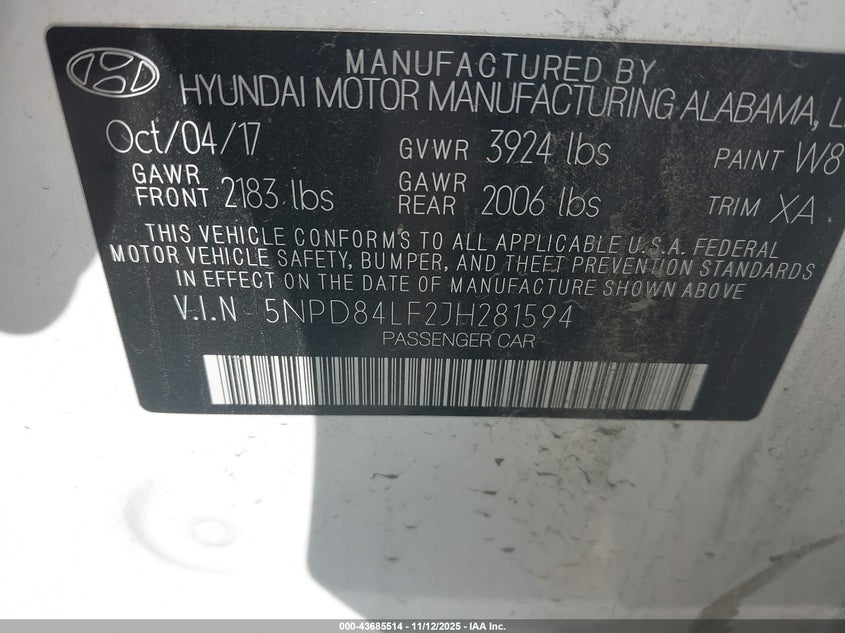 MANUFACTURED BY
HYUNDAI MOTOR MANUFACTURING ALABAMA,
Oct/04/17 GVWR 3924 lbs PAINT W8
GAWR FRONT 2183 lbs GAWR REAR 2006 lbs TRIM XA
THIS VEHICLE CONFORMS TO ALL APPLICABLE U.S.A. FEDERAL
MOTOR VEHICLE SAFETY, BUMPER, AND THEFT PREVENTION STANDARDS
IN EFFECT ON THE DATE OF MANUFACTURE SHOWN ABOVE
V.I.N 5NPD84LF2JH281594
PASSENGER CAR
000-43685514 - 11/12/2025 - IAA Inc.